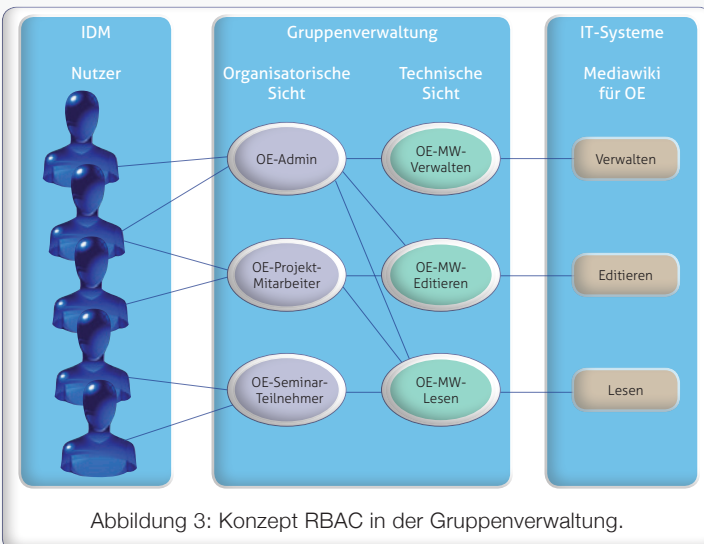 IDM
Nutzer
Gruppenverwaltung
Organisatorische
Sicht
Technische
Sicht
IT-Systeme
Mediawiki
für OE
OE-Admin
OE-MW-
Verwalten
Verwalten
OE-Projekt-
Mitarbeiter
OE-MW-
Editieren
Editieren
OE-Seminar-
Teilnehmer
OE-MW-
Lesen
Lesen
Abbildung 3: Konzept RBAC in der Gruppenverwaltung.